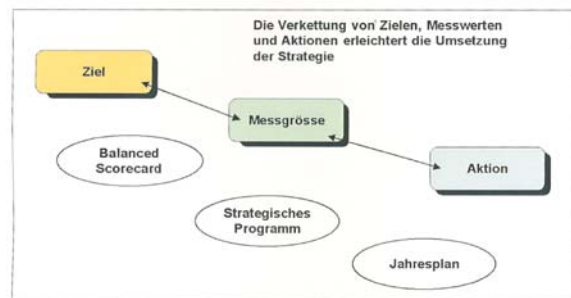 Die Verkettung von Zielen, Messwerten
und Aktionen erleichtert die Umsetzung
der Strategie
Ziel
Messgrösse
Aktion
Balanced
Scorecard
Strategisches
Programm
Jahresplan